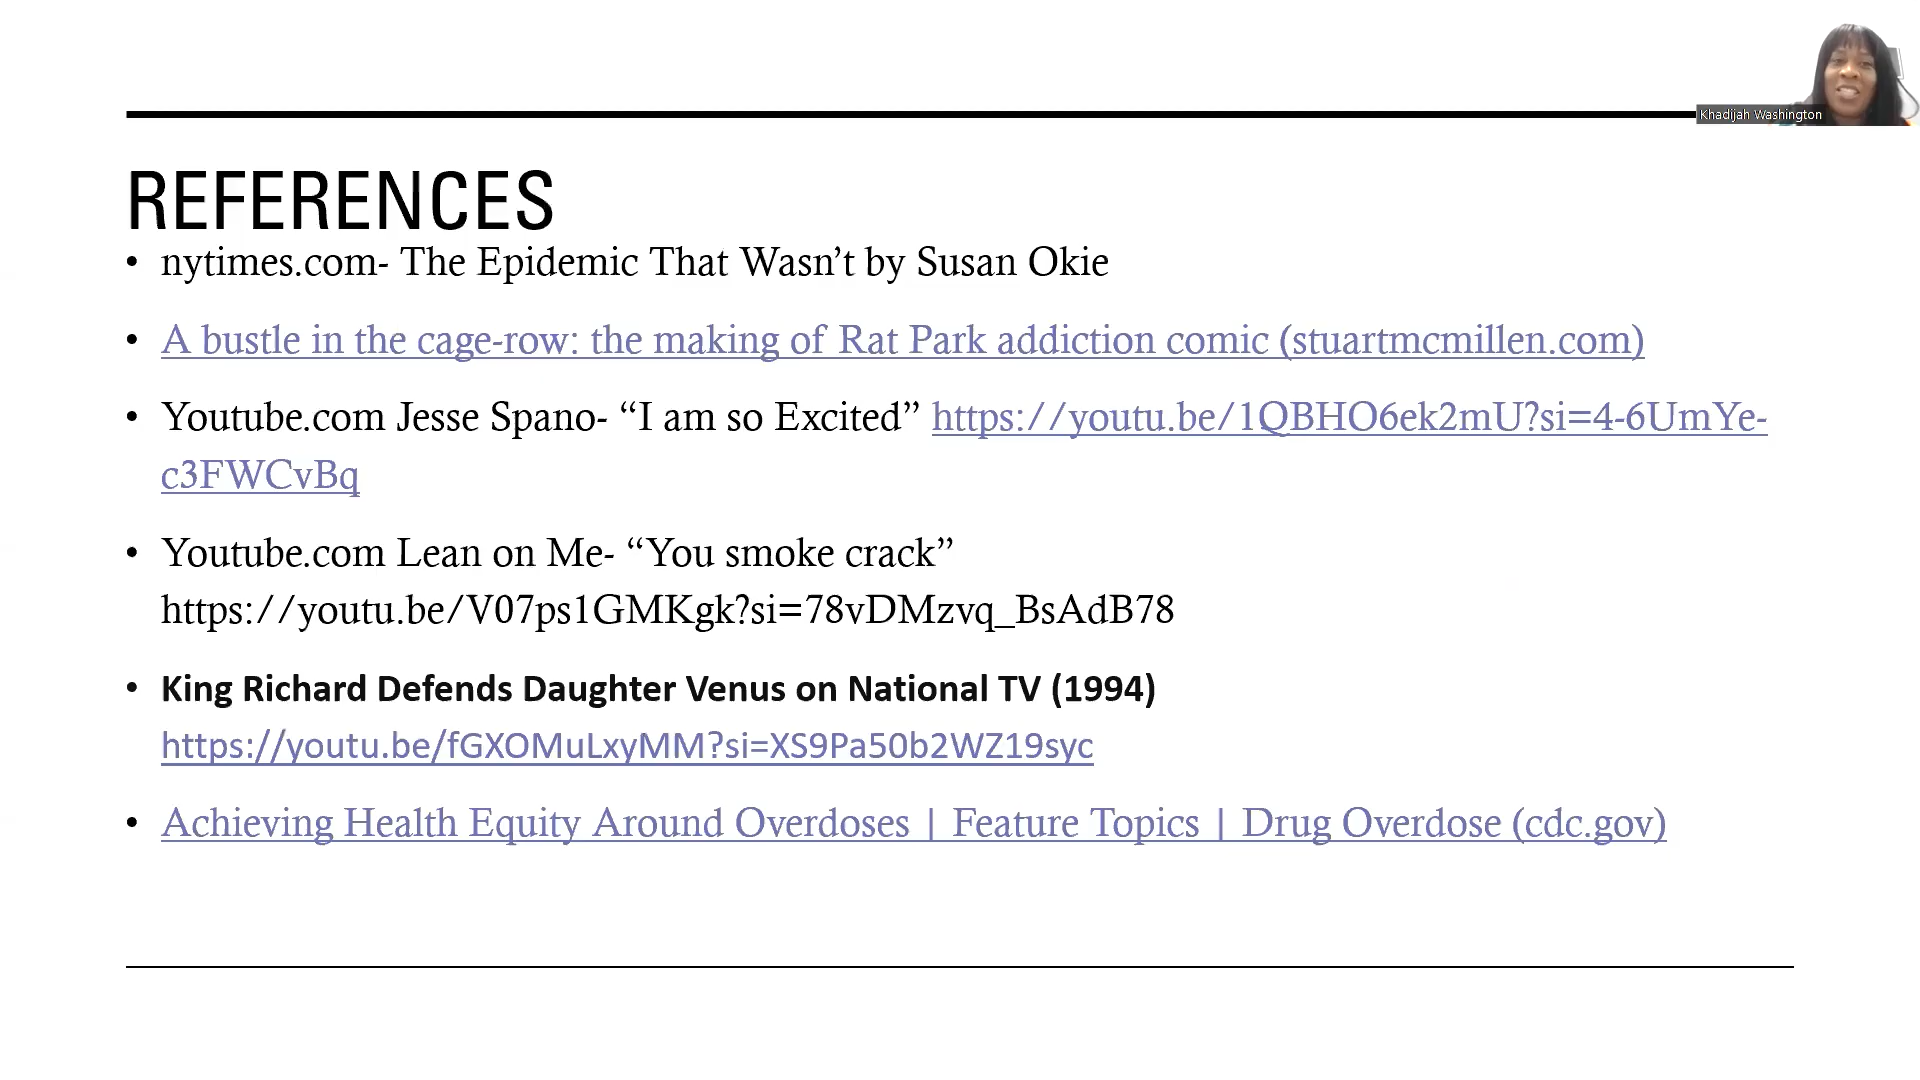 Khadijah Washington
REFERENCES
• nytimes.com- The Epidemic That Wasn’t by Susan Okie
• A bustle in the cage-row: the making of Rat Park addiction comic (stuartmcmillen.com)
• Youtube.com Jesse Spano- “I am so Excited” https://youtu.be/1QBHO6ek2mU?si=4-6UmYe-
c3FWCvBq
• Youtube.com Lean on Me- “You smoke crack”
https://youtu.be/V07ps1GMKgk?si=78vDMzvq_BsAdB78
• King Richard Defends Daughter Venus on National TV (1994)
https://youtu.be/fGXOMuLxyMM?si=XS9Pa50b2WZ19syc
• Achieving Health Equity Around Overdoses | Feature Topics | Drug Overdose (cdc.gov)